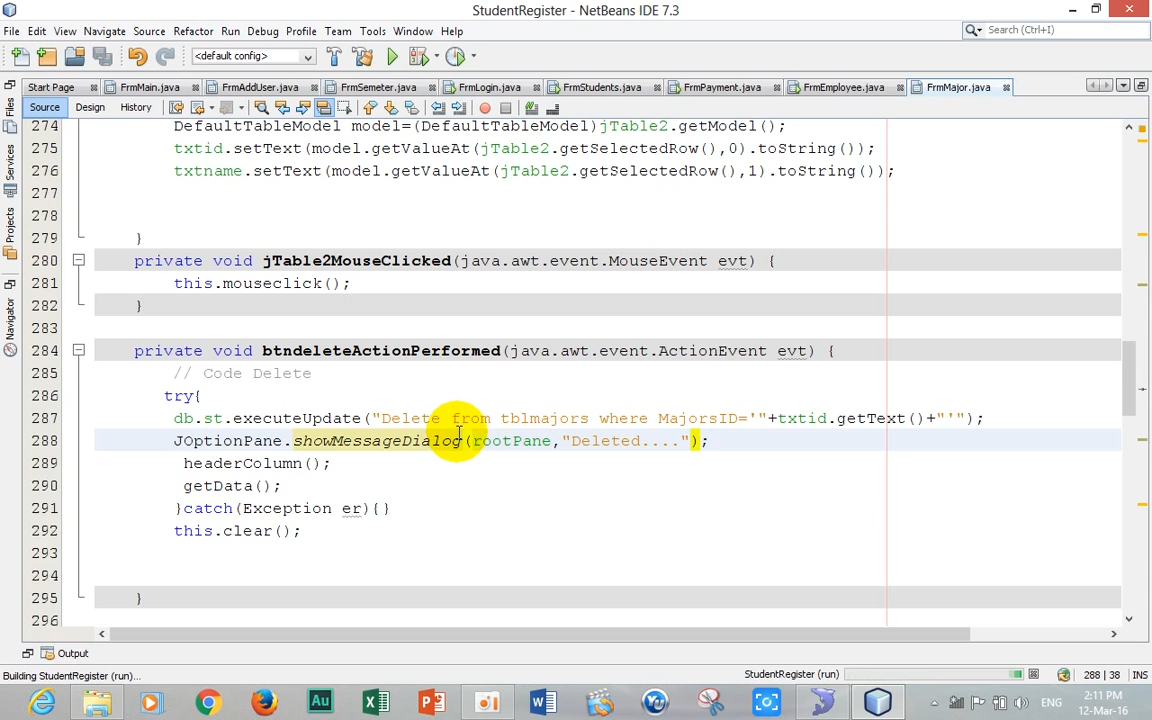 StudentRegister - NetBeans IDE 7.3
File Edit View Navigate Source Refactor Run Debug Profile Team Tools Window Help
Search (Ctrl+I)
<default config>
Start Page FrmMain.java FrmAddUser.java FrmSemeter.java FrmLogin.java FrmStudents.java FrmPayment.java FrmEmployee.java FrmMajor.java
Source Design History
Files
Services
Projects
Navigator
274 DefaultTableModel model=(DefaultTableModel)jTable2.getModel();
275 txtid.setText(model.getValueAt(jTable2.getSelectedRow(),0).toString());
276 txtname.setText(model.getValueAt(jTable2.getSelectedRow(),1).toString());
277
278
279 }
280 private void jTable2MouseClicked(java.awt.event.MouseEvent evt) {
281 this.mouseclick();
282 }
283
284 private void btndeleteActionPerformed(java.awt.event.ActionEvent evt) {
285 // Code Delete
286 try{
287 db.st.executeUpdate("Delete from tblmajors where MajorsID='"+txtid.getText()+"'");
288 JOptionPane.showMessageDialog(rootPane,"Deleted....");
289 headerColumn();
290 getData();
291 }catch(Exception er){}
292 this.clear();
293
294
295 }
296
Output
Building StudentRegister (run)... StudentRegister (run) 288 | 38 INS
ENG
2:11 PM
12-Mar-16